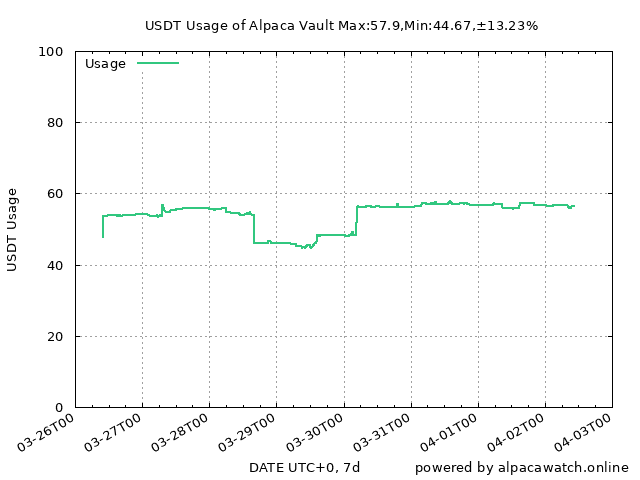 USDT Usage of Alpaca Vault Max:57.9,Min:44.67,±13.23%
Usage
100
80
60
40
20
0
USDT Usage
03-26T00
03-27T00
03-28T00
03-29T00
03-30T00
03-31T00
04-01T00
04-02T00
04-03T00
DATE UTC+0, 7d
powered by alpacawatch.online